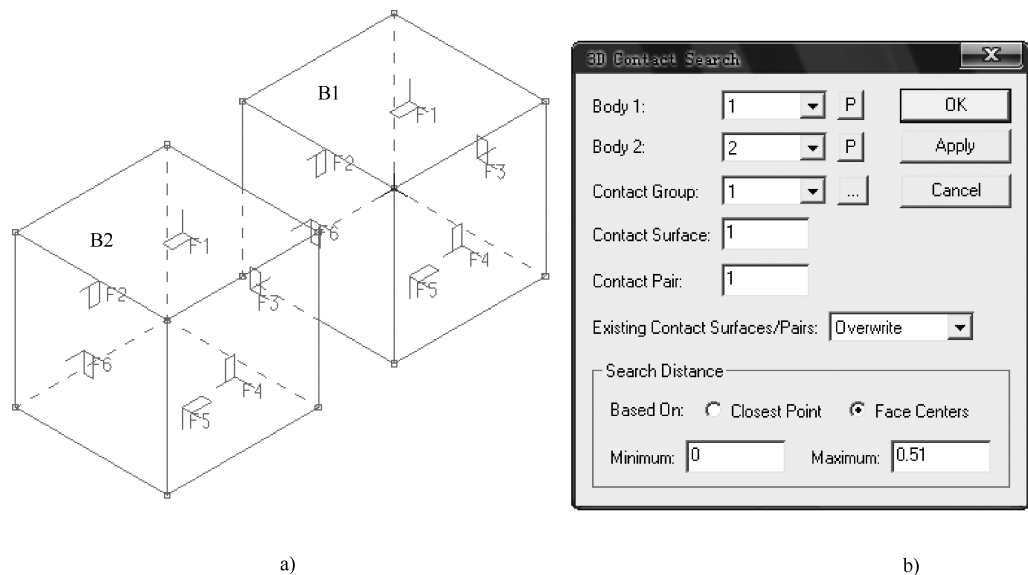 B1
F1
F2
F3
F6
F4
F5
B2
F1
F2
F3
F6
F4
F5
a)
3D Contact Search
X
Body 1: 1 P OK
Body 2: 2 P Apply
Contact Group: 1 ... Cancel
Contact Surface: 1
Contact Pair: 1
Existing Contact Surfaces/Pairs: Overwrite
Search Distance
Based On: Closest Point Face Centers
Minimum: 0 Maximum: 0.51
b)